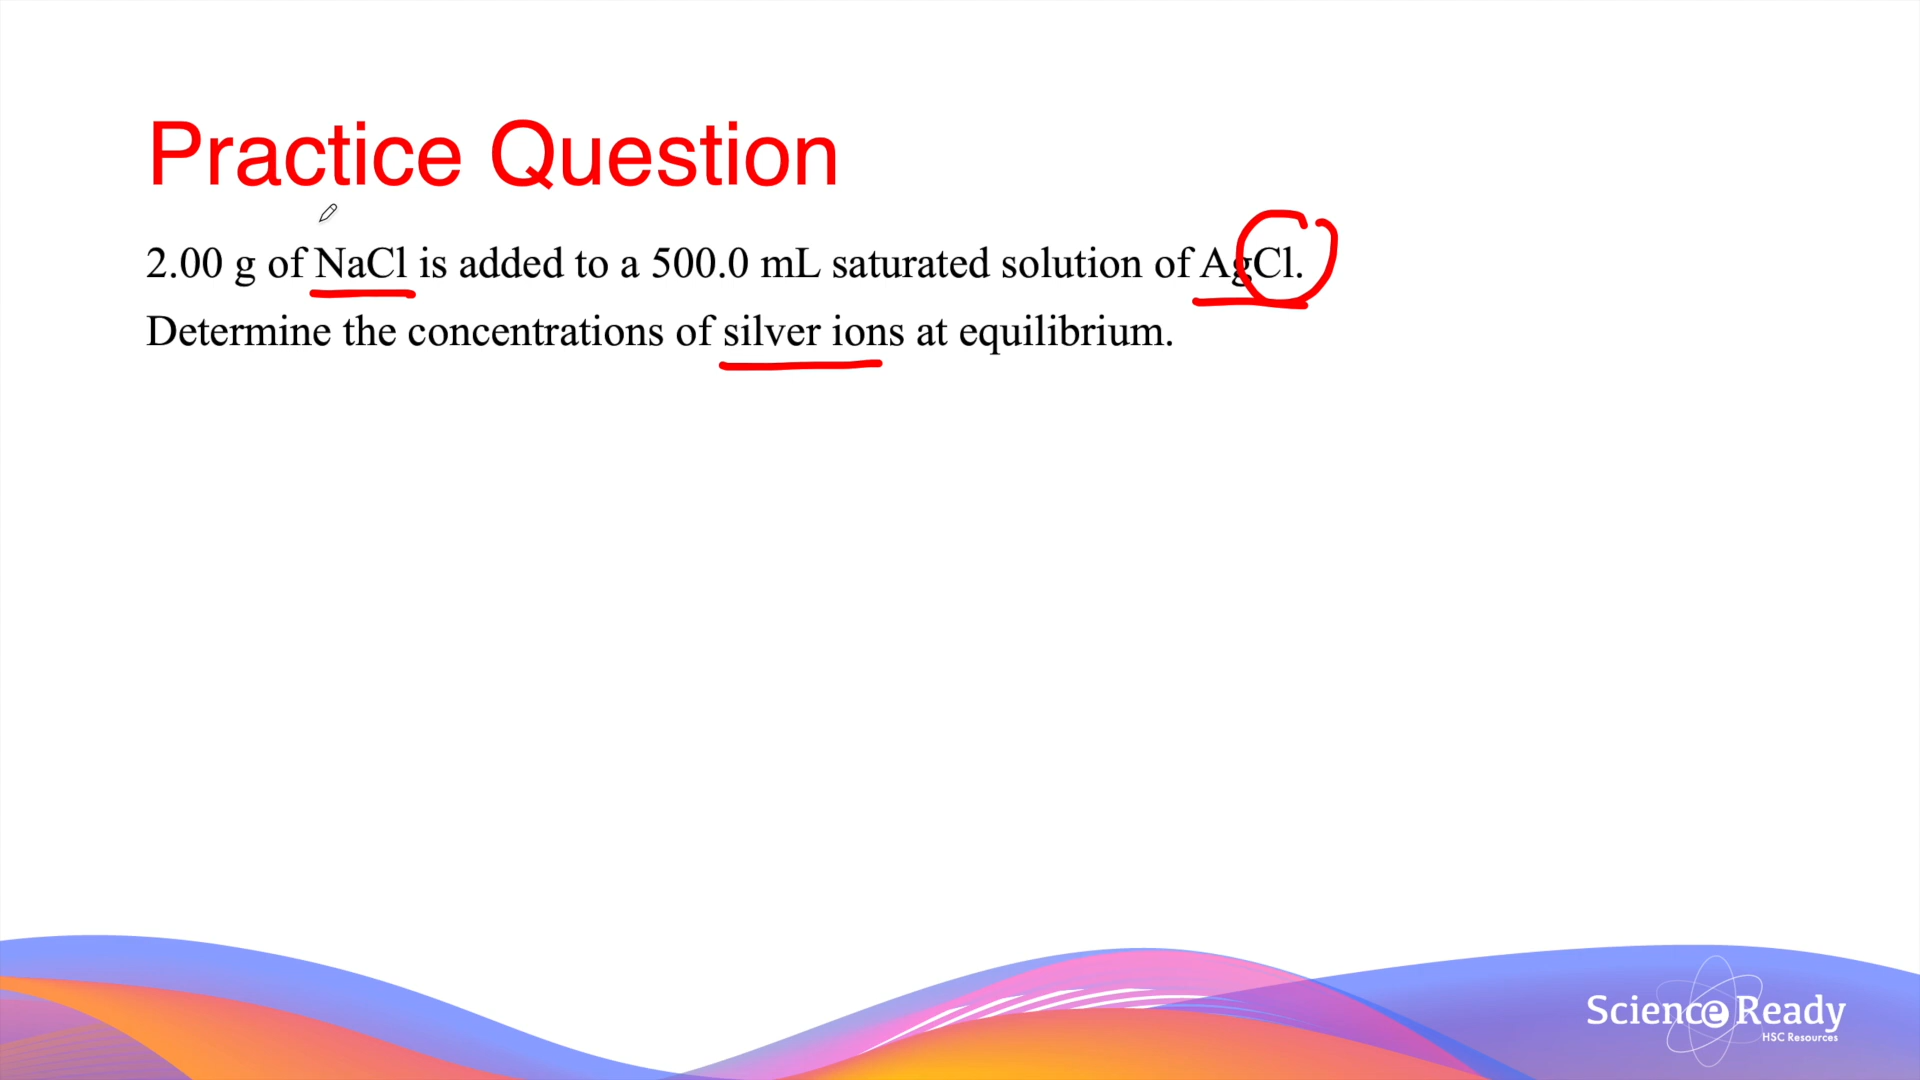 Practice Question
2.00 g of NaCl is added to a 500.0 mL saturated solution of AgCl.
Determine the concentrations of silver ions at equilibrium.
Science Ready
HSC Resources